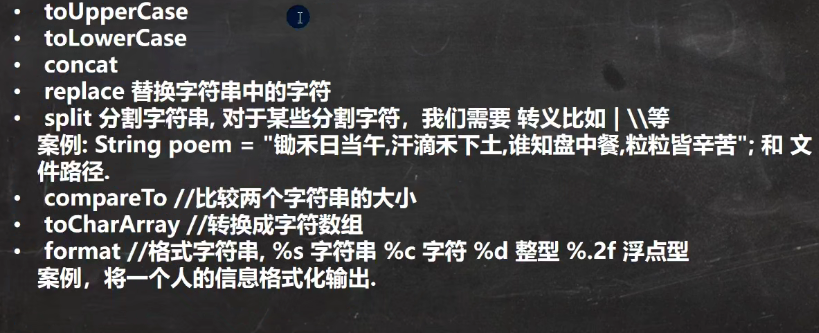 • toUpperCase
• toLowerCase
• concat
• replace 替换字符串中的字符
• split 分割字符串, 对于某些分割字符，我们需要 转义比如 | \\等
案例: String poem = "锄禾日当午,汗滴禾下土,谁知盘中餐,粒粒皆辛苦"; 和 文
件路径.
• compareTo //比较两个字符串的大小
• toCharArray //转换成字符数组
• format //格式字符串, %s 字符串 %c 字符 %d 整型 %.2f 浮点型
案例，将一个人的信息格式化输出.